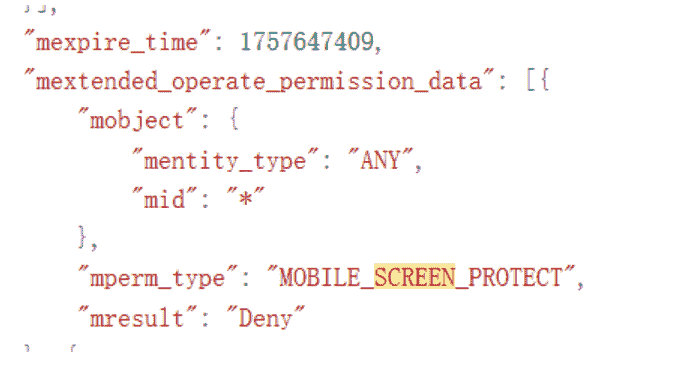 "mexpire_time": 1757647409,
"mextended_operate_permission_data": [{
"mobject": {
"mentity_type": "ANY",
"mid": "*"
},
"mperm_type": "MOBILE_SCREEN_PROTECT",
"mresult": "Deny"